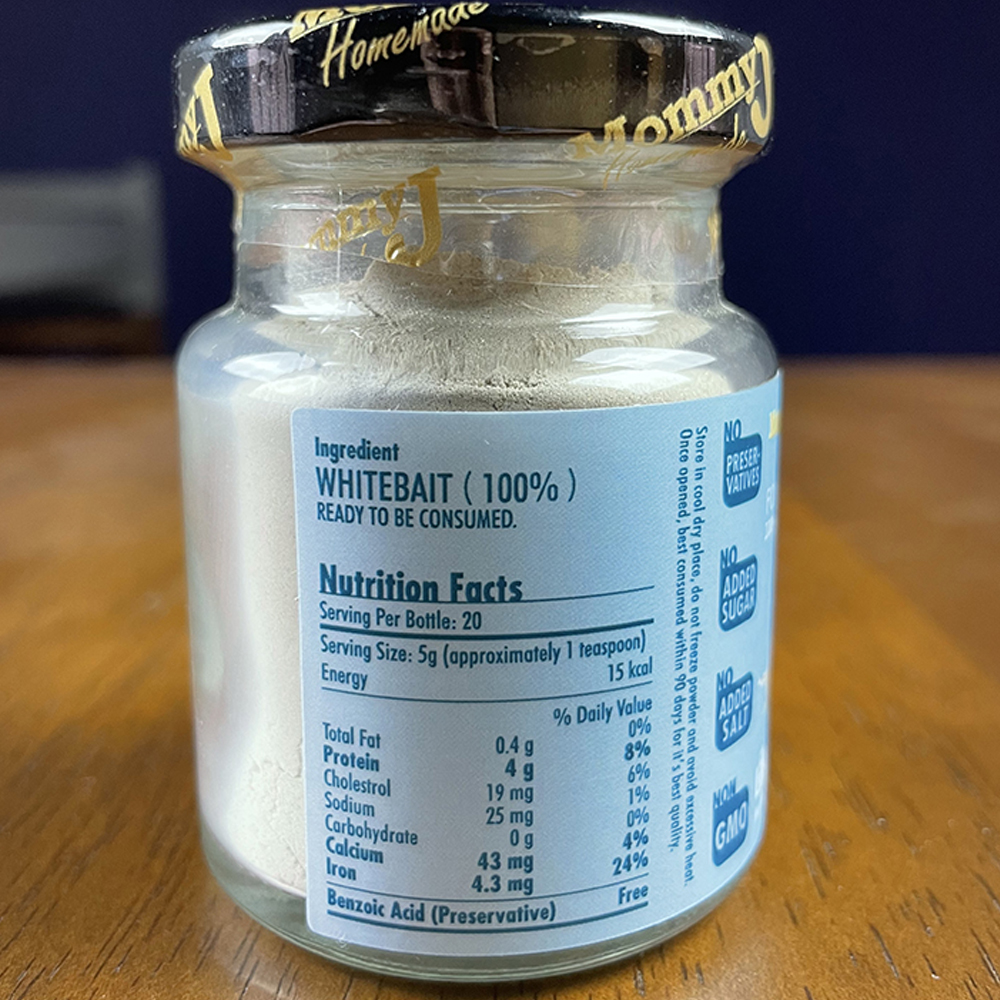 Homemade
MommyJ
Homemade
mmyJ
Ingredient
WHITEBAIT ( 100% )
READY TO BE CONSUMED.
Nutrition Facts
Serving Per Bottle: 20
Serving Size: 5g (approximately 1 teaspoon)
Energy 15 kcal
% Daily Value
Total Fat 0.4 g 0%
Protein 4 g 8%
Cholestrol 19 mg 6%
Sodium 25 mg 1%
Carbohydrate 0 g 0%
Calcium 43 mg 4%
Iron 4.3 mg 24%
Benzoic Acid (Preservative) Free
Store in cool dry place, do not freeze powder and avoid excessive heat.
Once opened, best consumed within 90 days for it's best quality.
NO
PRESER-
VATIVES
NO
ADDED
SUGAR
NO
ADDED
SALT
NON
GMO